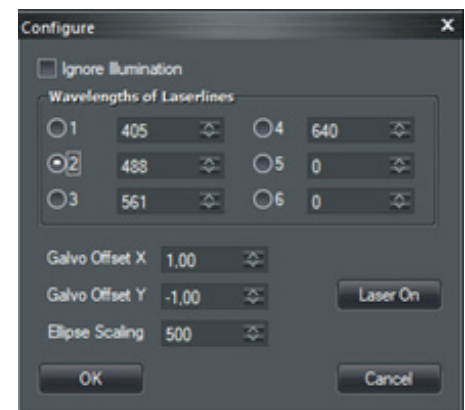 Configure x
Ignore Illumination
Wavelengths of Laserlines
1 405 4 640
2 488 5 0
3 561 6 0
Galvo Offset X 1,00
Galvo Offset Y -1,00 Laser On
Ellipse Scaling 500
OK Cancel